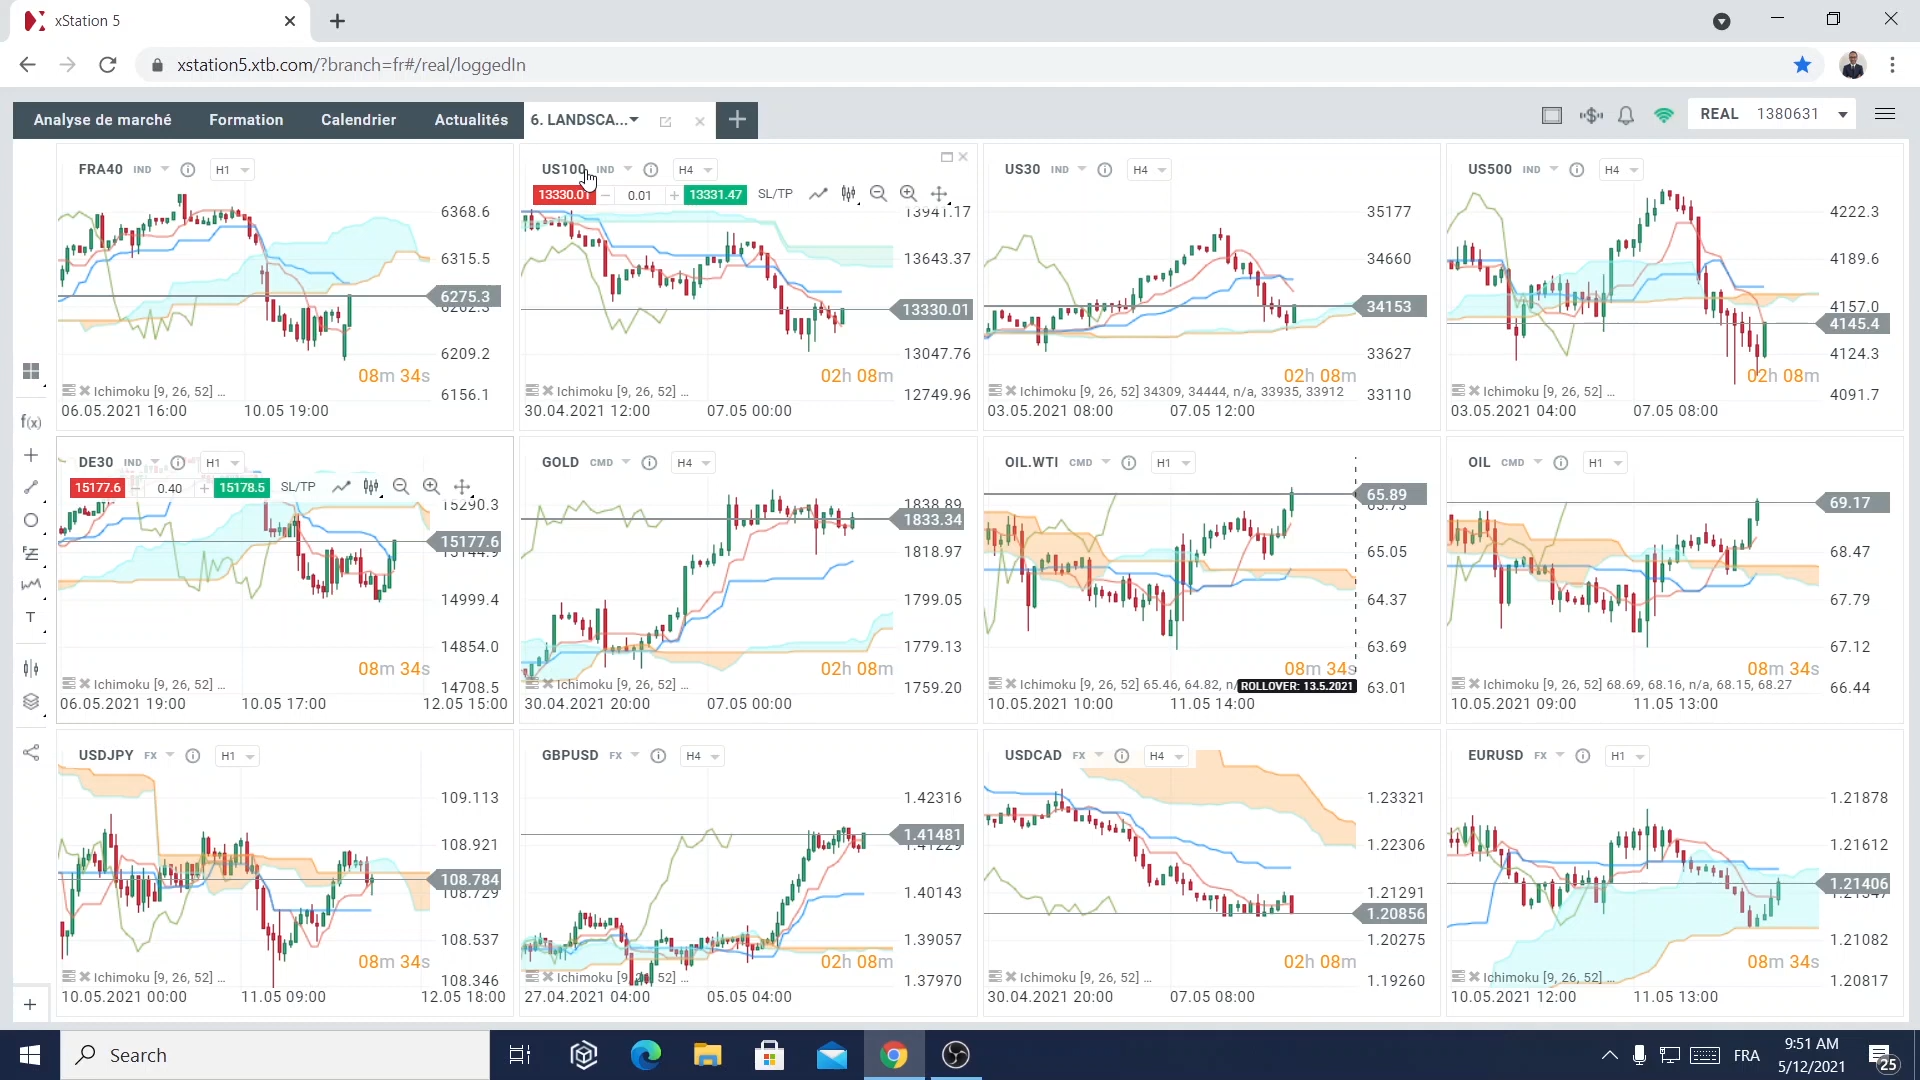 xStation 5
xstation5.xtb.com/?branch=fr#/real/loggedIn
Analyse de marché Formation Calendrier Actualités 6. LANDSCA... REAL 1380631
FRA40 IND H1
6368.6
6315.5
6275.3
6209.2
6156.1
08m 34s
Ichimoku [9, 26, 52] ...
06.05.2021 16:00 10.05 19:00
US100 IND H4
13330.01 0.01 13331.47 SL/TP
13941.17
13643.37
13330.01
13047.76
12749.96
02h 08m
Ichimoku [9, 26, 52] ...
30.04.2021 12:00 07.05 00:00
US30 IND H4
35177
34660
34153
33627
33110
02h 08m
Ichimoku [9, 26, 52] 34309, 34444, n/a, 33935, 33912
03.05.2021 08:00 07.05 12:00
US500 IND H4
4222.3
4189.6
4157.0
4145.4
4124.3
4091.7
02h 08m
Ichimoku [9, 26, 52] ...
03.05.2021 04:00 07.05 08:00
DE30 IND H1
15177.6 0.40 15178.5 SL/TP
15290.3
15177.6
14999.4
14854.0
14708.5
08m 34s
Ichimoku [9, 26, 52] ...
06.05.2021 19:00 10.05 17:00 12.05 15:00
GOLD CMD H4
1838.89
1833.34
1818.97
1799.05
1779.13
1759.20
02h 08m
Ichimoku [9, 26, 52] ...
30.04.2021 20:00 07.05 00:00
OIL.WTI CMD H1
65.89
65.05
64.37
63.69
63.01
08m 34s
Ichimoku [9, 26, 52] 65.46, 64.82, n/
ROLLOVER: 13.5.2021
10.05.2021 10:00 11.05 14:00
OIL CMD H1
69.17
68.47
67.79
67.12
66.44
08m 34s
Ichimoku [9, 26, 52] 68.69, 68.16, n/a, 68.15, 68.27
10.05.2021 09:00 11.05 13:00
USDJPY FX H1
109.113
108.921
108.784
108.729
108.537
108.346
08m 34s
Ichimoku [9, 26, 52] ...
10.05.2021 00:00 11.05 09:00 12.05 18:00
GBPUSD FX H4
1.42316
1.41481
1.41229
1.40143
1.39057
1.37970
02h 08m
Ichimoku [9, 26, 52] ...
27.04.2021 04:00 05.05 04:00
USDCAD FX H4
1.23321
1.22306
1.21291
1.20856
1.20275
1.19260
02h 08m
Ichimoku [9, 26, 52] ...
30.04.2021 20:00 07.05 08:00
EURUSD FX H1
1.21878
1.21612
1.21406
1.21082
1.20817
08m 34s
Ichimoku [9, 26, 52] ...
10.05.2021 12:00 11.05 13:00
f(x)
T
Search
FRA
9:51 AM
5/12/2021
25